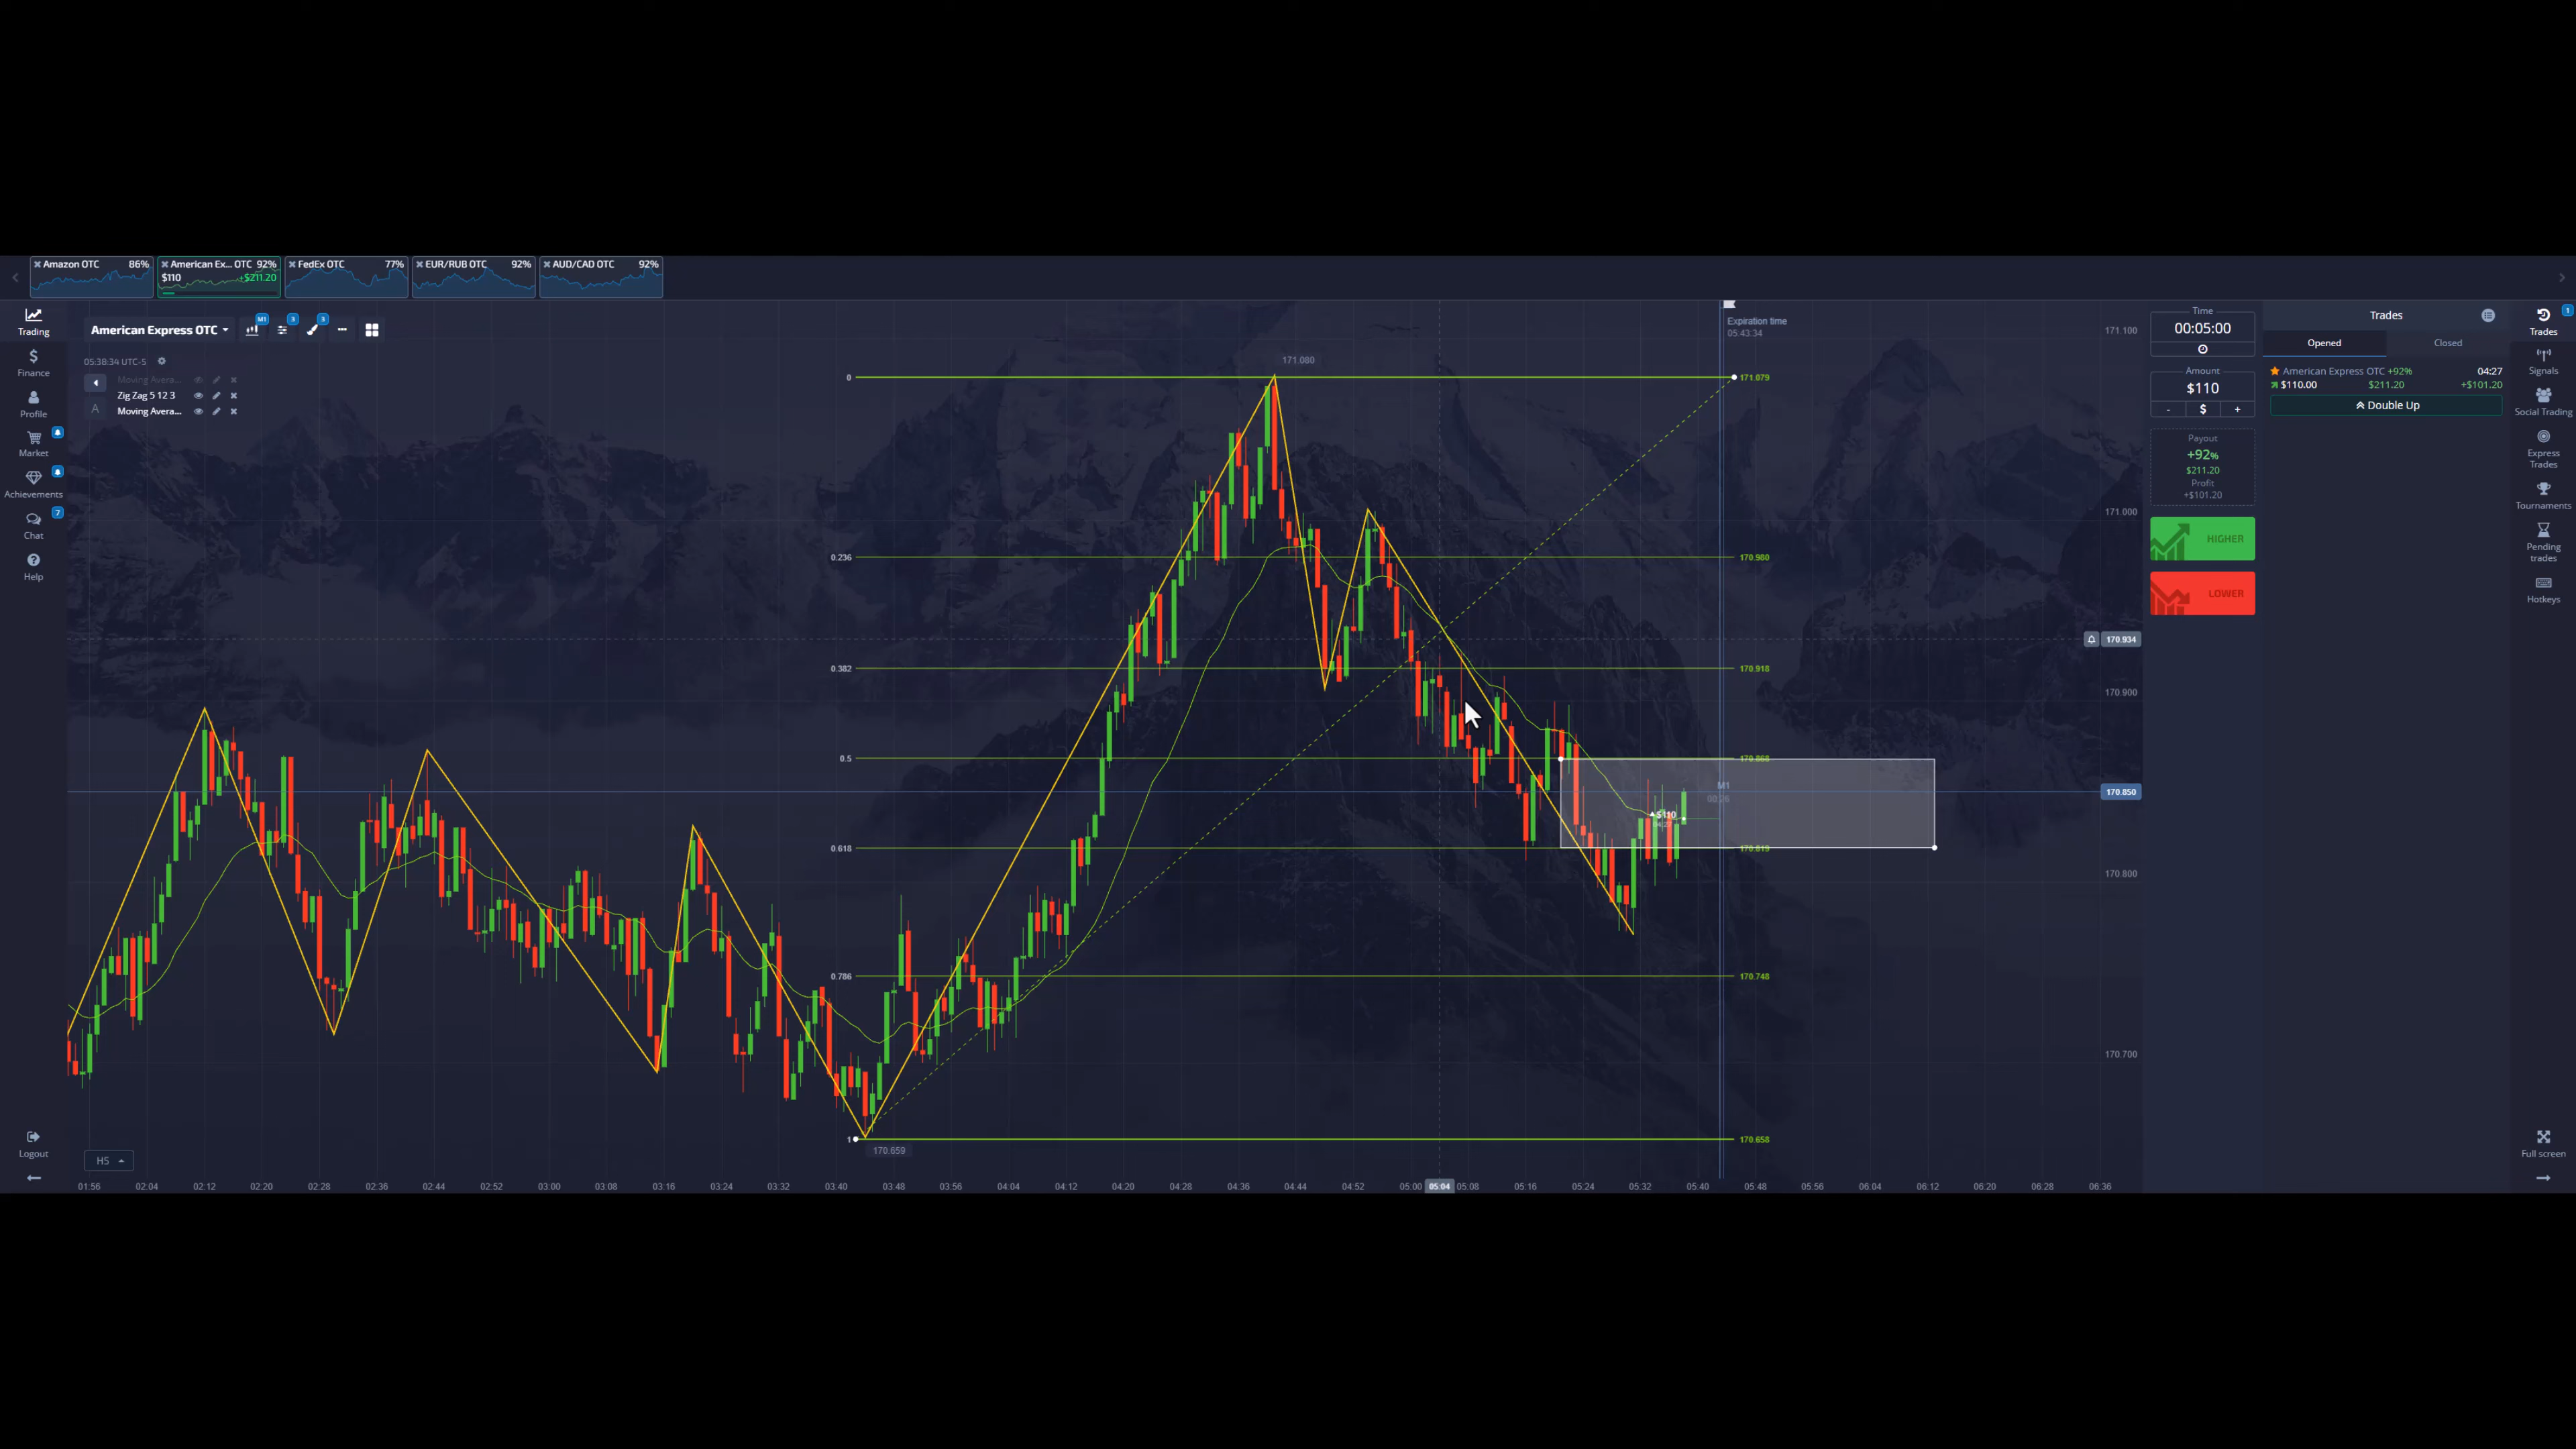 Amazon OTC 86%
American Ex... OTC 92%
$110 +$211.20
FedEx OTC 77%
EUR/RUB OTC 92%
AUD/CAD OTC 92%
Trading
Finance
Profile
Market
Achievements
Chat
7
Help
Logout
American Express OTC
M1
3
3
05:38:34 UTC-5
Moving Avera...
Zig Zag 5 12 3
A
Moving Avera...
H5
Expiration time
05:43:34
171.080
0 171.079
0.236 170.980
0.382 170.918
0.5 170.868
0.618 170.819
0.786 170.748
1 170.658
170.659
M1
$110
171.100
171.000
170.934
170.900
170.850
170.800
170.700
01:56 02:04 02:12 02:20 02:28 02:36 02:44 02:52 03:00 03:08 03:16 03:24 03:32 03:40 03:48 03:56 04:04 04:12 04:20 04:28 04:36 04:44 04:52 05:00 05:04 05:08 05:16 05:24 05:32 05:40 05:48 05:56 06:04 06:12 06:20 06:28 06:36
Time
00:05:00
Amount
$110
- $ +
Payout
+92%
$211.20
Profit
+$101.20
HIGHER
LOWER
Trades
Opened Closed
American Express OTC +92% 04:27
$110.00 $211.20 +$101.20
Double Up
1
Trades
Signals
Social Trading
Express
Trades
Tournaments
Pending
trades
Hotkeys
Full screen